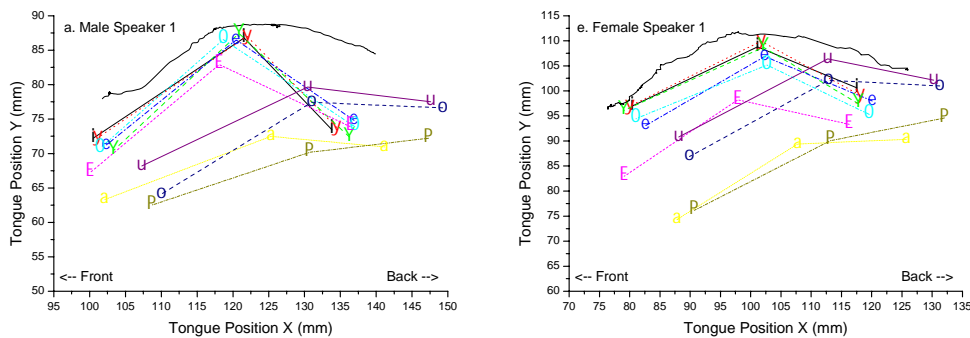 a. Male Speaker 1
Tongue Position Y (mm)
90
85
80
75
70
65
60
55
50
<-- Front
Back -->
95 100 105 110 115 120 125 130 135 140 145 150
Tongue Position X (mm)
e. Female Speaker 1
Tongue Position Y (mm)
115
110
105
100
95
90
85
80
75
70
65
60
<-- Front
Back -->
70 75 80 85 90 95 100 105 110 115 120 125 130 135
Tongue Position X (mm)